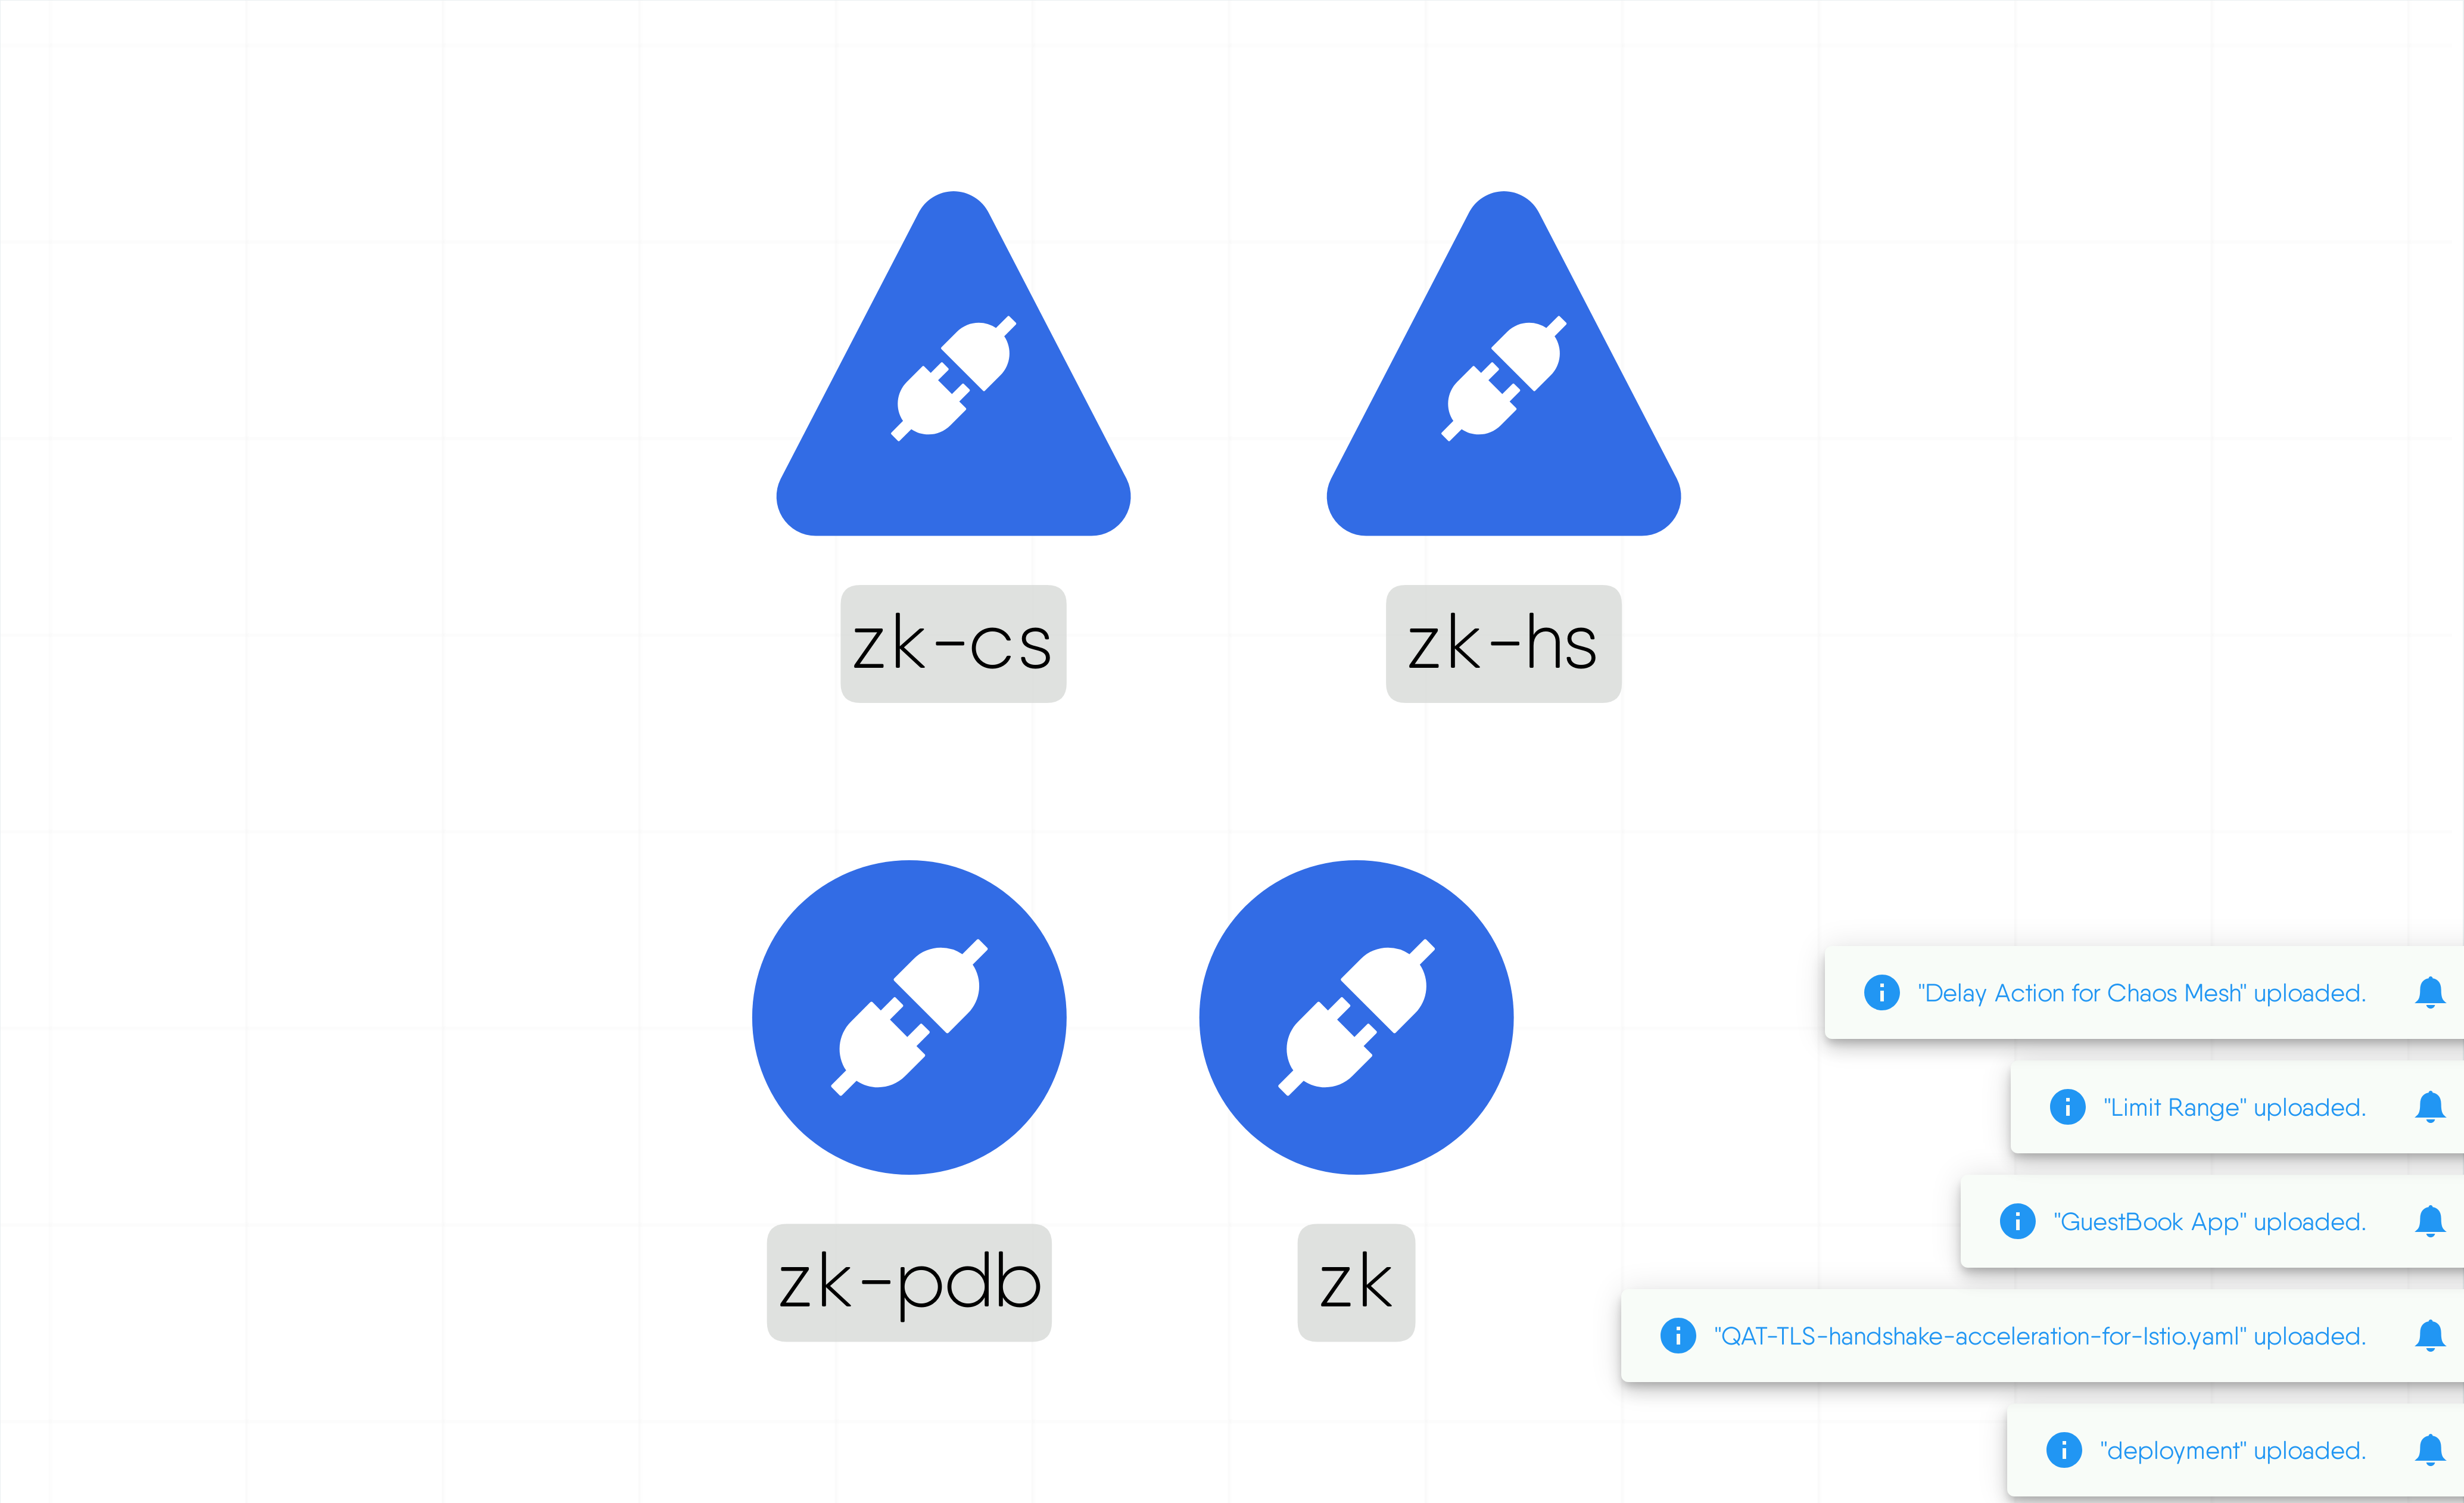 zk-cs
zk-hs
zk-pdb
zk
"Delay Action for Chaos Mesh" uploaded.
"Limit Range" uploaded.
"GuestBook App" uploaded.
"QAT-TLS-handshake-acceleration-for-Istio.yaml" uploaded.
"deployment" uploaded.